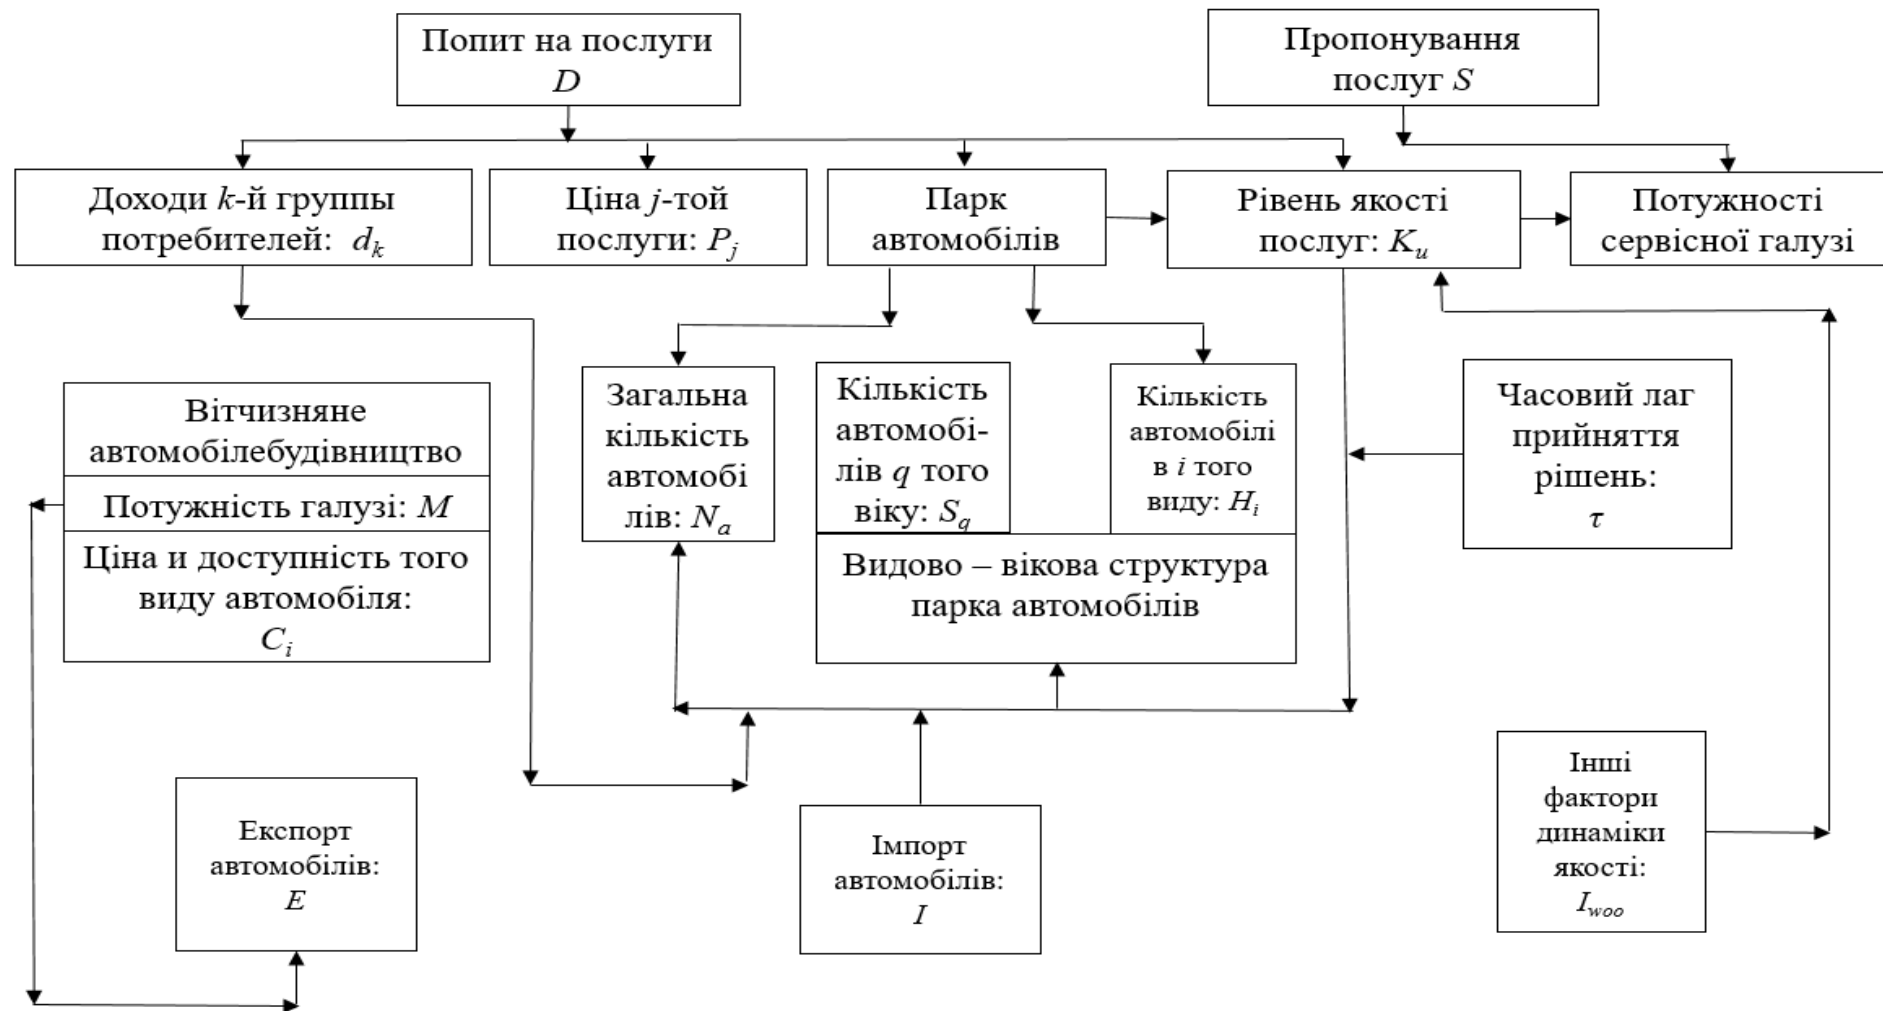 Попит на послуги
D
Пропонування
послуг S
Доходи k-й группы
потребителей: dₖ
Ціна j-той
послуги: Pⱼ
Парк
автомобілів
Рівень якості
послуг: Kᵤ
Потужності
сервісної галузі
Вітчизняне
автомобілебудівництво
Потужність галузі: M
Ціна и доступність того
виду автомобіля:
Cᵢ
Загальна
кількість
автомобі
лів: Nₐ
Кількість
автомобі-
лів q того
віку: S_q
Кількість
автомобілі
в i того
виду: Hᵢ
Видово – вікова структура
парка автомобілів
Часовий лаг
прийняття
рішень:
τ
Експорт
автомобілів:
E
Імпорт
автомобілів:
I
Інші
фактори
динаміки
якості:
I_woo